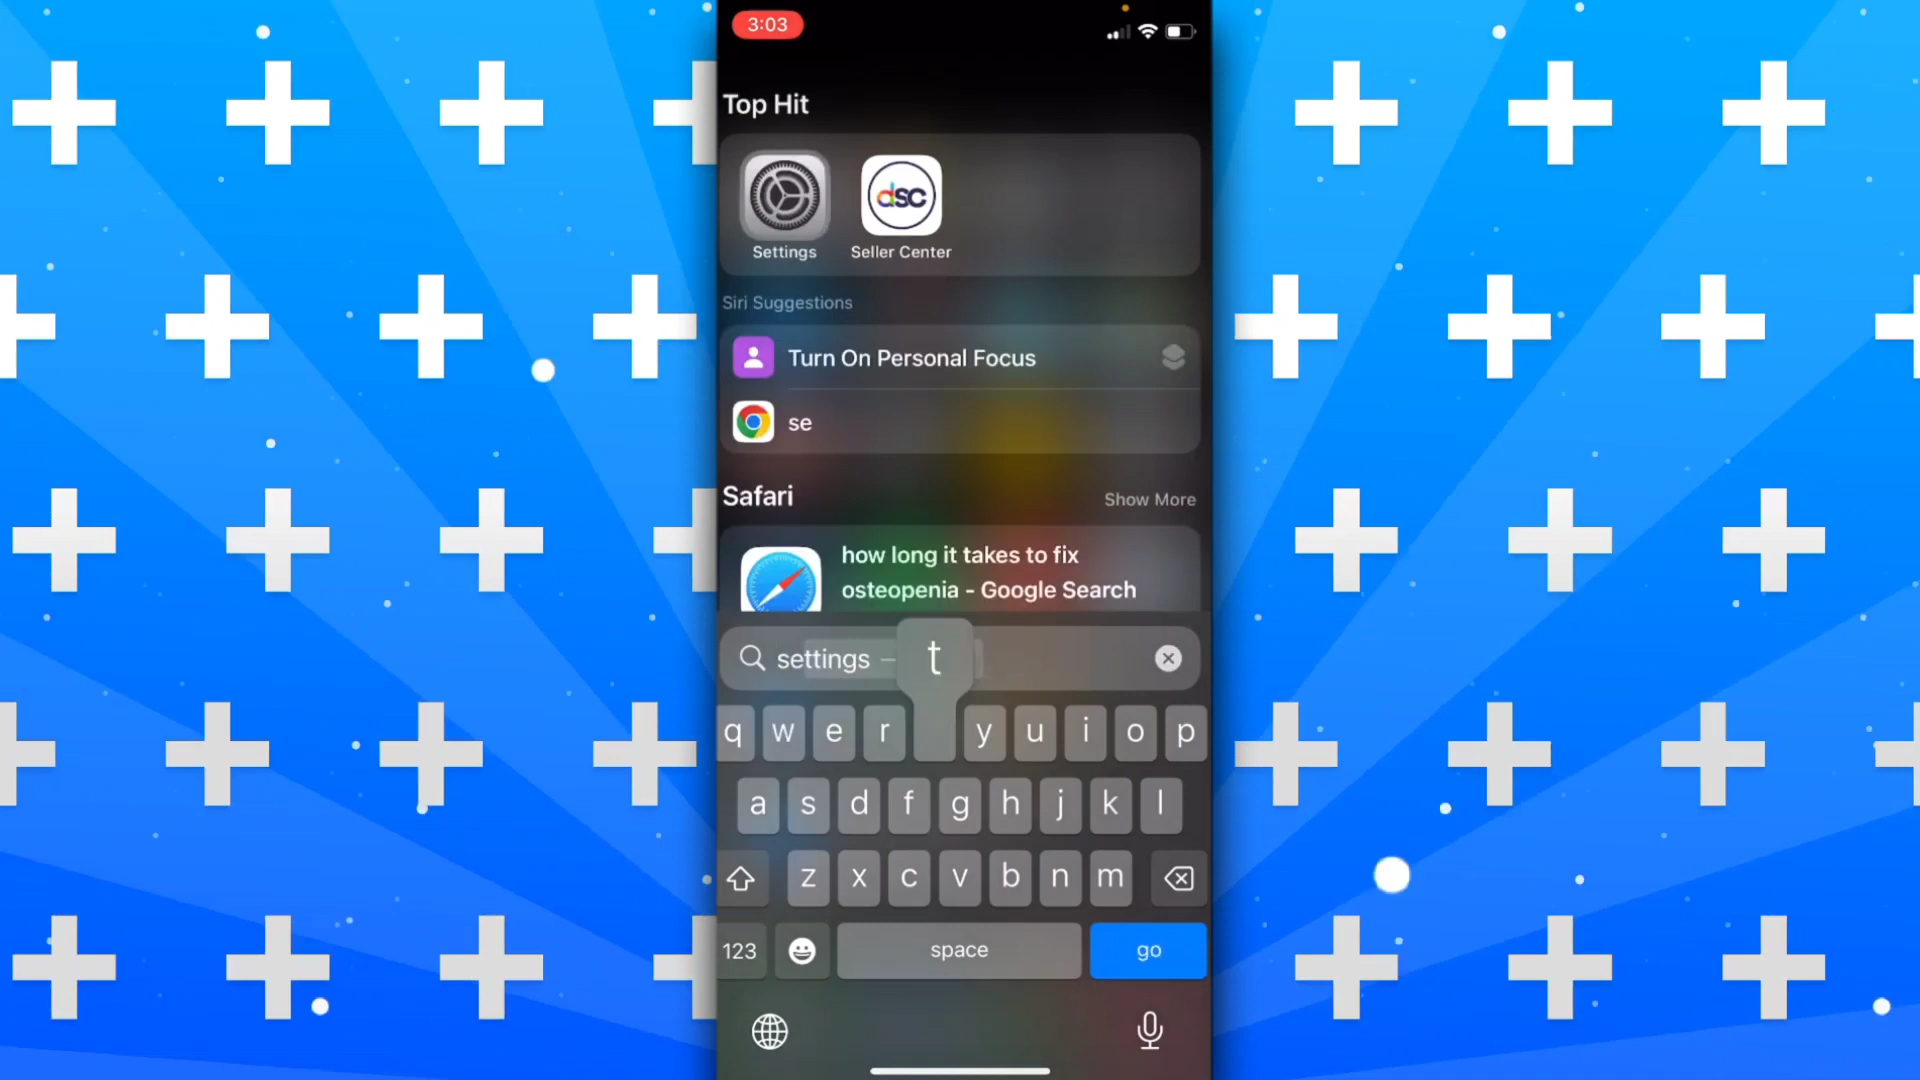 3:03
Top Hit
dsc
Settings
Seller Center
Siri Suggestions
Turn On Personal Focus
se
Safari
Show More
how long it takes to fix
osteopenia - Google Search
settings –
t
q w e r y u i o p
a s d f g h j k l
z x c v b n m
123
space
go